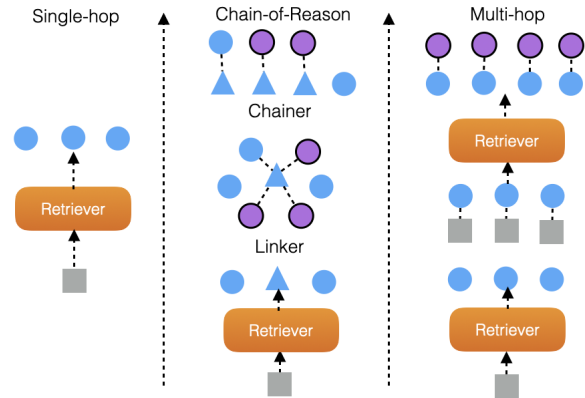 Single-hop
Retriever
Chain-of-Reason
Chainer
Linker
Retriever
Multi-hop
Retriever
Retriever